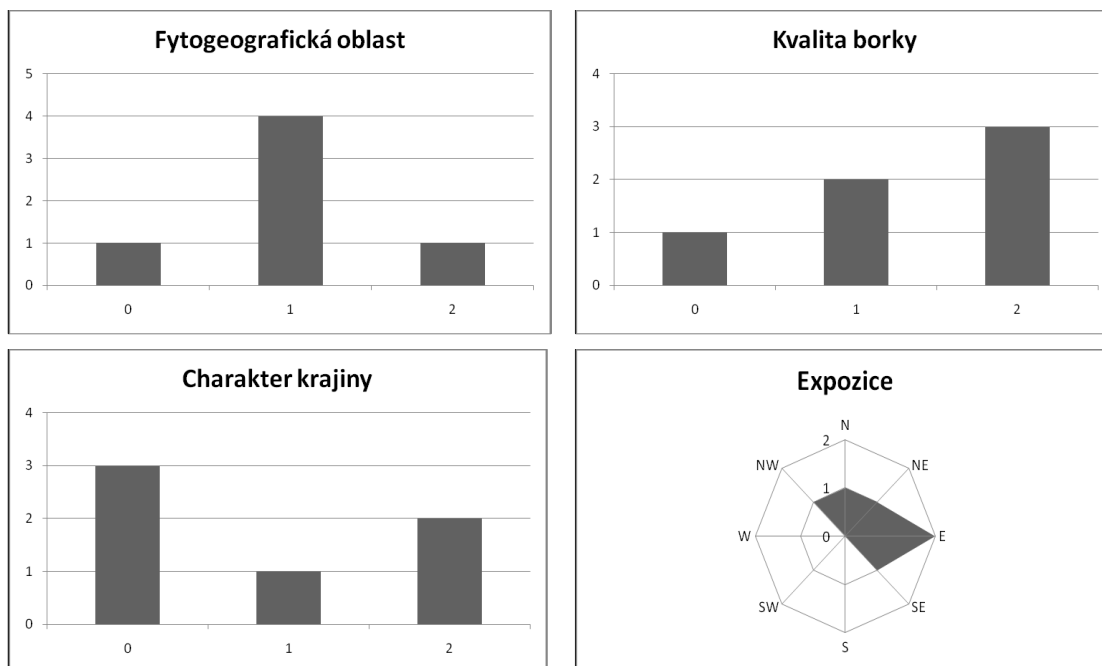 Fytogeografická oblast
5
4
3
2
1
0
0 1 2
Kvalita borky
4
3
2
1
0
0 1 2
Charakter krajiny
4
3
2
1
0
0 1 2
Expozice
N
2
NW NE
1
W 0 E
SW SE
S